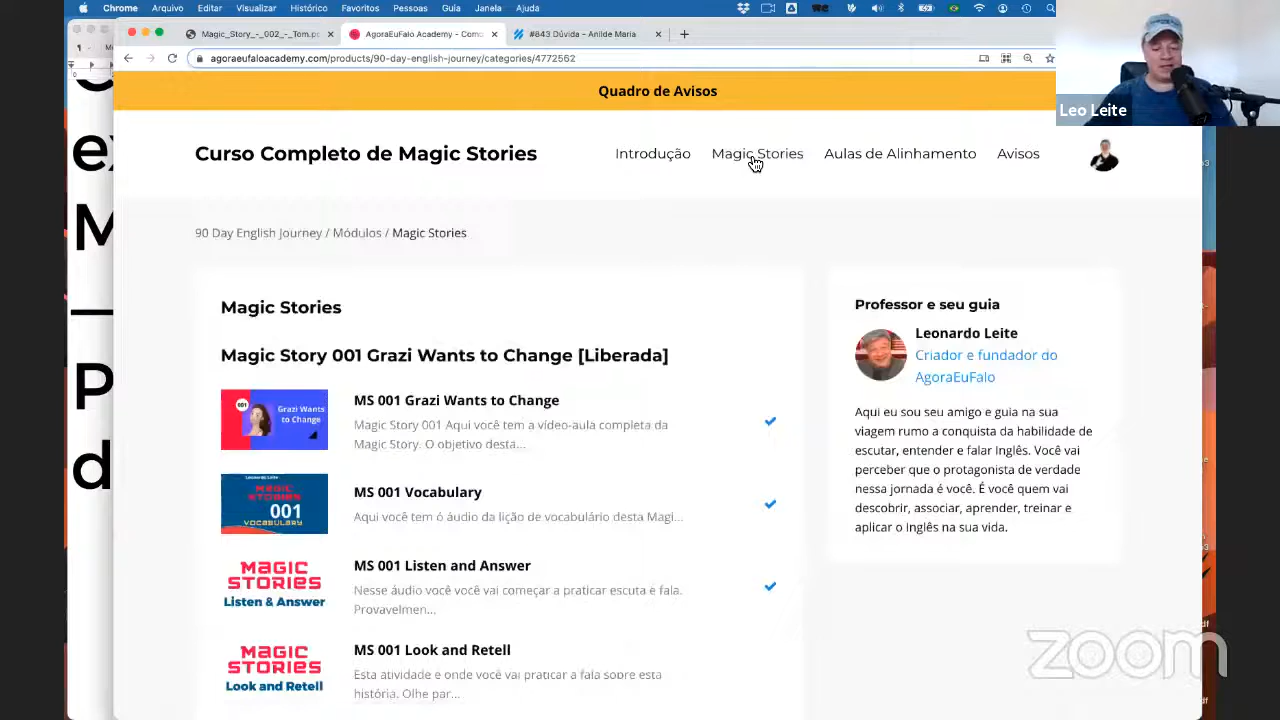 Arquivo Editar Visualizar Histórico Favoritos Pessoas Guia Janela Ajuda
Magic_Story_-_002_-_Tom.pd
AgoraEuFalo.Academy - Como
#843 Dúvida - Anilde Maria
agoraeufaloacademy.com/products/90-day-english-journey/categories/4772562
Quadro de Avisos
Leo Leite
Curso Completo de Magic Stories
Introdução
Magic Stories
Aulas de Alinhamento
Avisos
90 Day English Journey / Módulos / Magic Stories
Magic Stories
Magic Story 001 Grazi Wants to Change [Liberada]
001
Grazi Wants
to Change
MS 001 Grazi Wants to Change
Magic Story 001 Aqui você tem a vídeo-aula completa da
Magic Story. O objetivo desta...
Leonardo Leite
MAGIC
STORIES
001
VOCABULARY
MS 001 Vocabulary
Aqui você tem ó áudio da lição de vocabulário desta Magi...
MAGIC
STORIES
Listen & Answer
MS 001 Listen and Answer
Nesse áudio você você vai começar a praticar escuta e fala.
Provavelmen...
MAGIC
STORIES
Look and Retell
MS 001 Look and Retell
Esta atividade e onde você vai praticar a fala sobre esta
história. Olhe par...
Professor e seu guia
Leonardo Leite
Criador e fundador do
AgoraEuFalo
Aqui eu sou seu amigo e guia na sua
viagem rumo a conquista da habilidade de
escutar, entender e falar Inglês. Você vai
perceber que o protagonista de verdade
nessa jornada é você. É você quem vai
descobrir, associar, aprender, treinar e
aplicar o Inglês na sua vida.
zoom